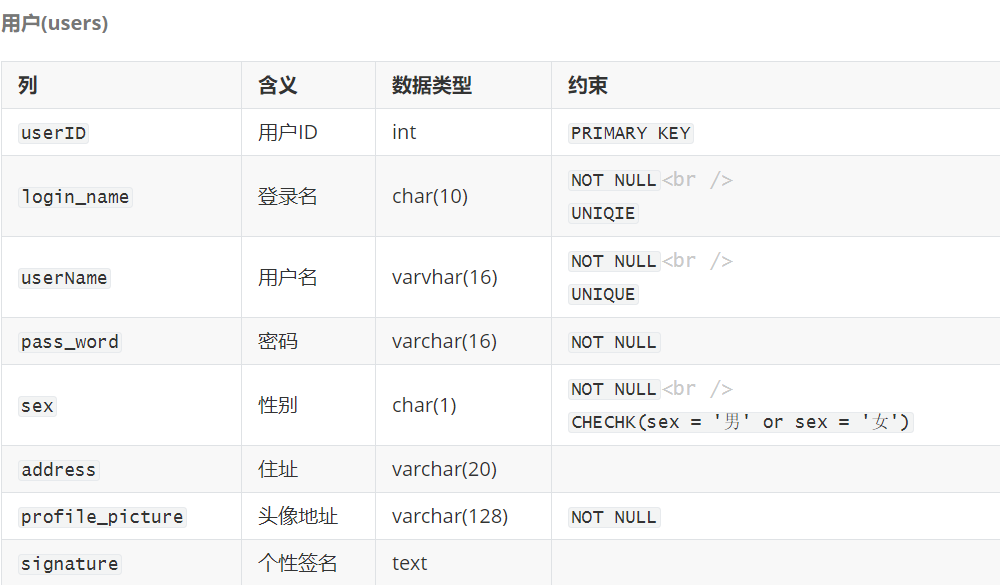 用户(users)
列 含义 数据类型 约束
userID 用户ID int PRIMARY KEY
login_name 登录名 char(10) NOT NULL<br />
UNIQIE
userName 用户名 varvhar(16) NOT NULL<br />
UNIQUE
pass_word 密码 varchar(16) NOT NULL
sex 性别 char(1) NOT NULL<br />
CHECHK(sex = '男' or sex = '女')
address 住址 varchar(20)
profile_picture 头像地址 varchar(128) NOT NULL
signature 个性签名 text